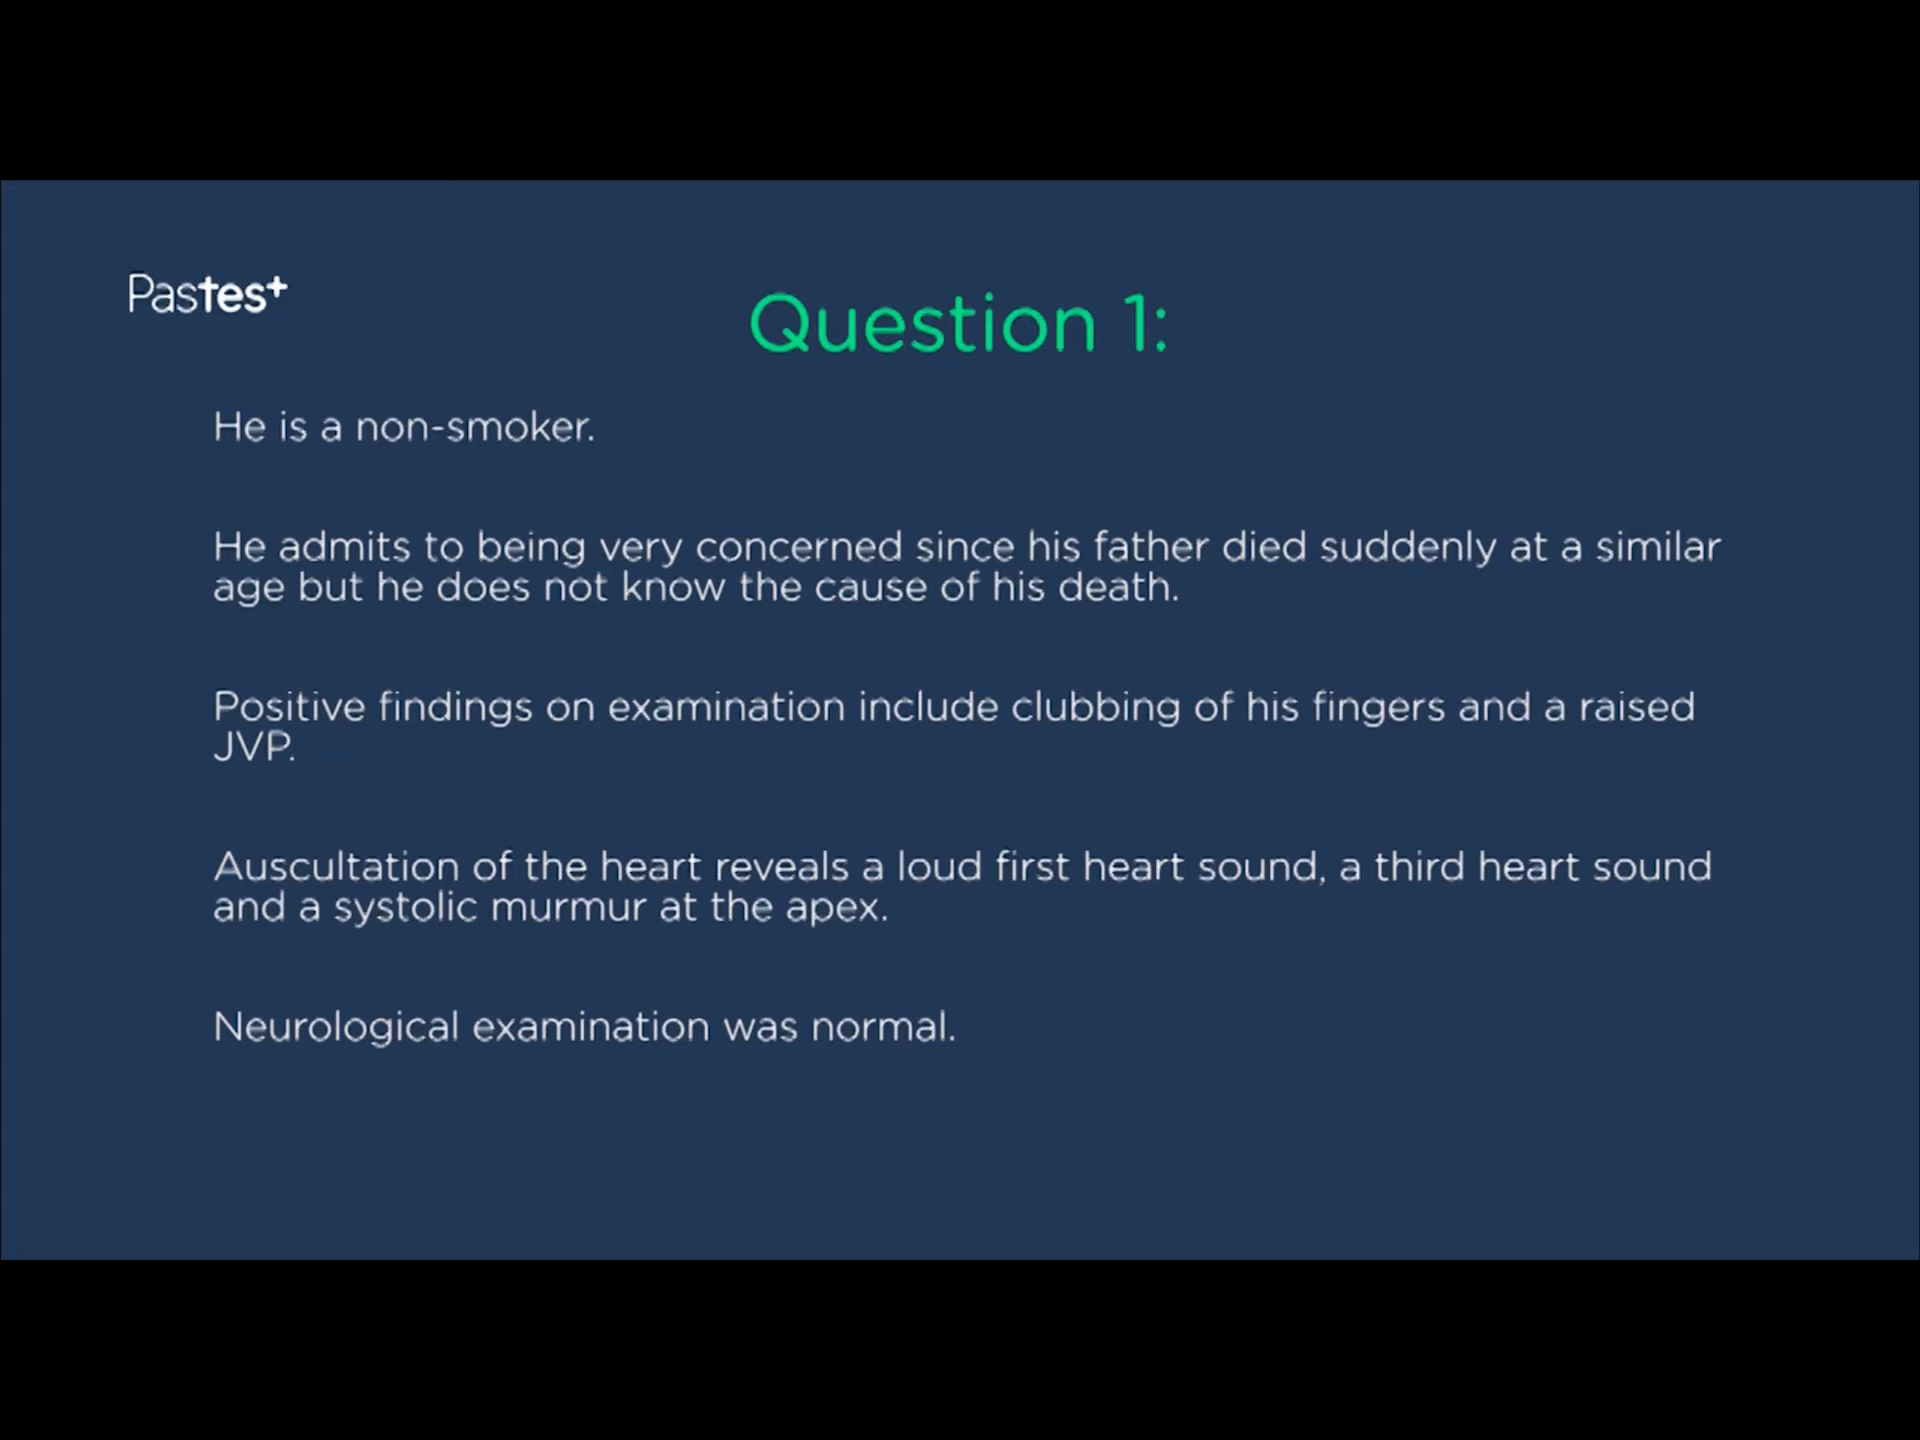 Pastest
Question 1:
He is a non-smoker.
He admits to being very concerned since his father died suddenly at a similar
age but he does not know the cause of his death.
Positive findings on examination include clubbing of his fingers and a raised
JVP.
Auscultation of the heart reveals a loud first heart sound, a third heart sound
and a systolic murmur at the apex.
Neurological examination was normal.